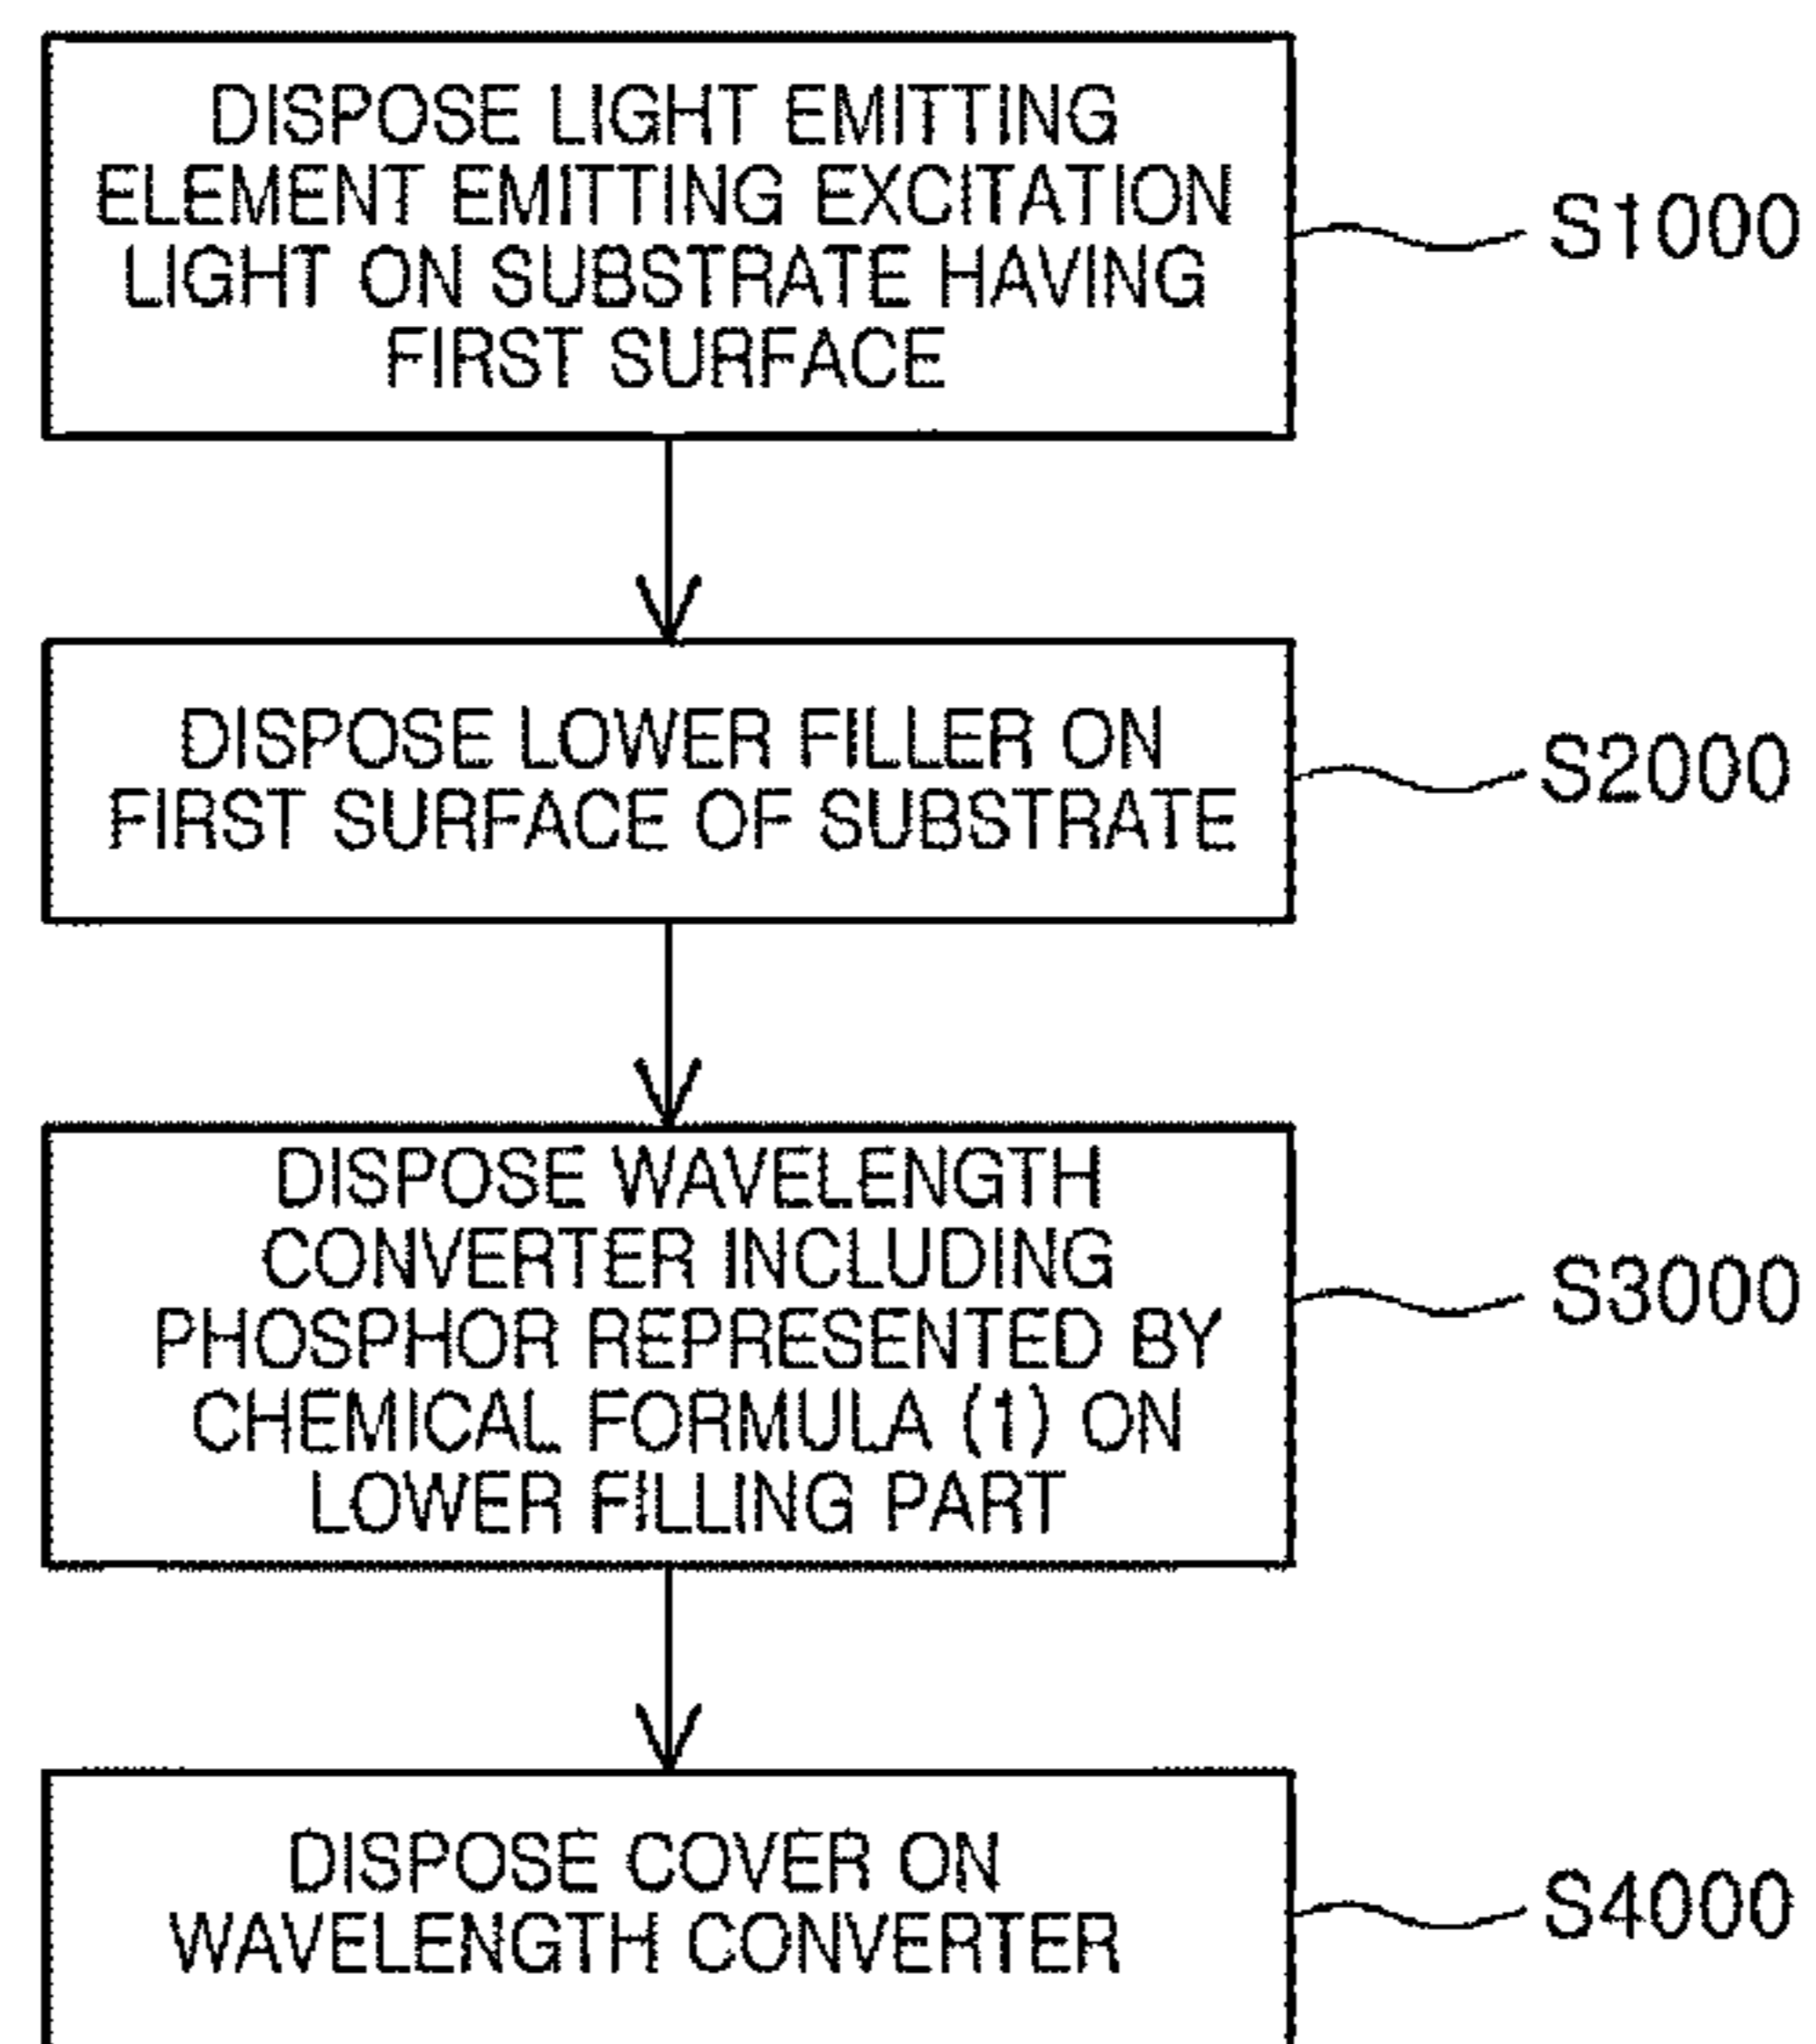 DISPOSE LIGHT EMITTING
ELEMENT EMITTING EXCITATION
LIGHT ON SUBSTRATE HAVING
FIRST SURFACE
S1000
DISPOSE LOWER FILLER ON
FIRST SURFACE OF SUBSTRATE
S2000
DISPOSE WAVELENGTH
CONVERTER INCLUDING
PHOSPHOR REPRESENTED BY
CHEMICAL FORMULA (1) ON
LOWER FILLING PART
S3000
DISPOSE COVER ON
WAVELENGTH CONVERTER
S4000